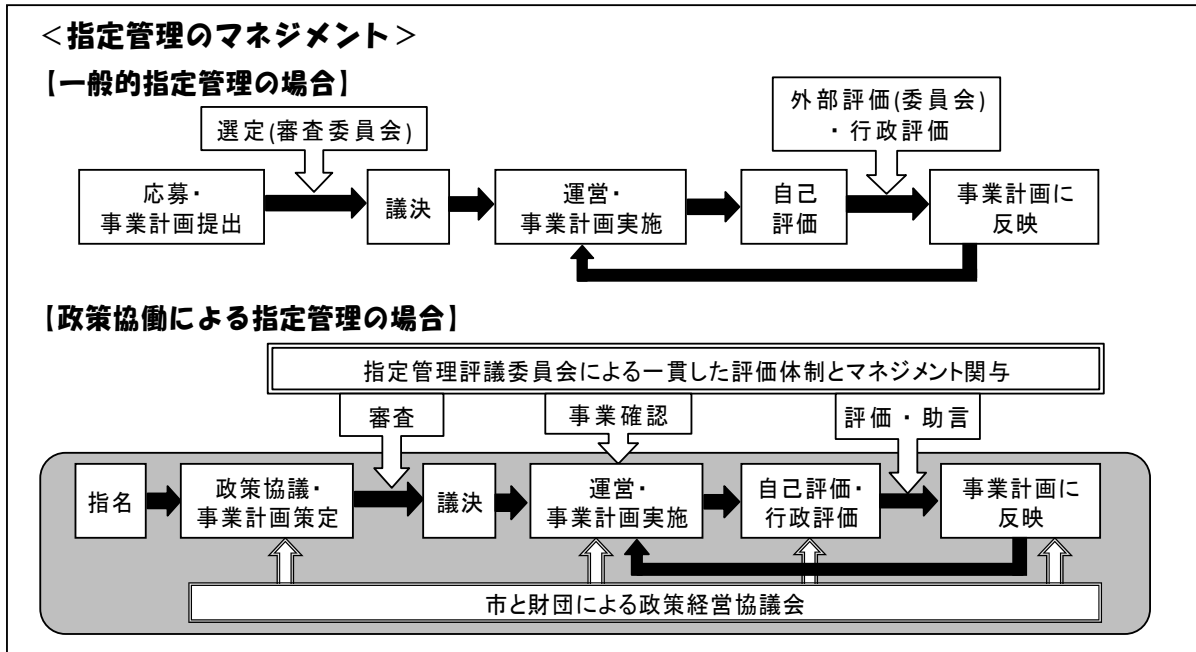 ＜指定管理のマネジメント＞
【一般的指定管理の場合】
選定(審査委員会)
外部評価(委員会)
・行政評価
応募・
事業計画提出
議決
運営・
事業計画実施
自己
評価
事業計画に
反映
【政策協働による指定管理の場合】
指定管理評議委員会による一貫した評価体制とマネジメント関与
審査
事業確認
評価・助言
指名
政策協議・
事業計画策定
議決
運営・
事業計画実施
自己評価・
行政評価
事業計画に
反映
市と財団による政策経営協議会